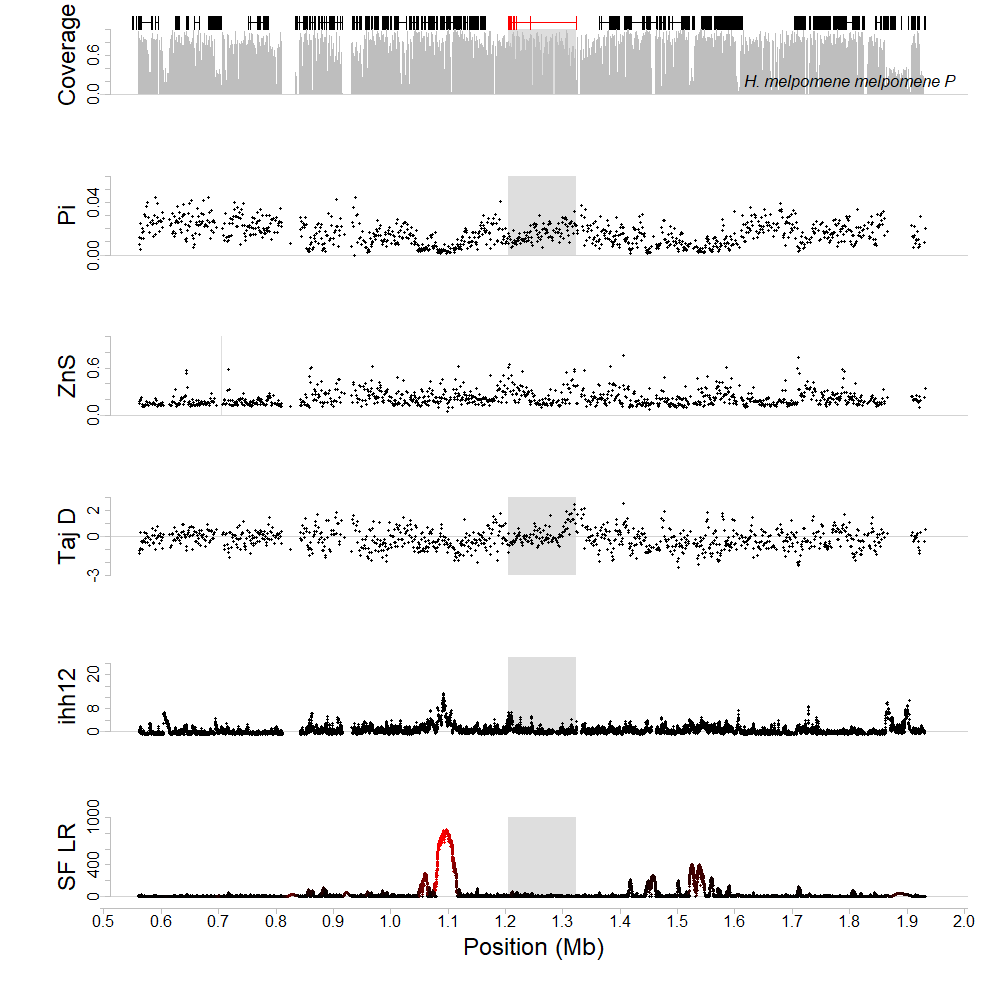 Coverage
0.0 0.6
H. melpomene melpomene P
Pi
0.00 0.04
ZnS
0.0 0.6
Taj D
-3 0 2
ihh12
0 8 20
SF LR
0 400 1000
0.5 0.6 0.7 0.8 0.9 1.0 1.1 1.2 1.3 1.4 1.5 1.6 1.7 1.8 1.9 2.0
Position (Mb)